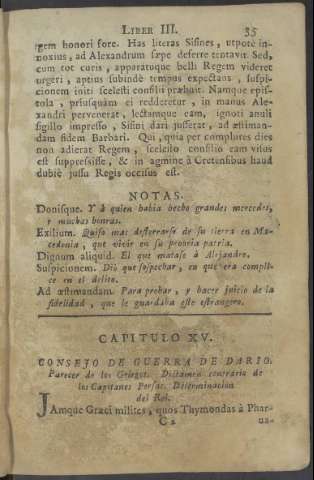 LIBER III. 35
gem honori fore. Has literas Sisines, utpote in-
noxius, ad Alexandrum sæpe deferre tentavit. Sed,
cum tot curis, apparatuque belli Regem videret
urgeri, aptius subinde tempus expectans, suspi-
cionem initi scelesti consilii præbuit. Namque epis-
tola, priusquàm ei redderetur, in manus Ale-
xandri pervenerat, lectamque eam, ignoti anuli
sigillo impresso, Sisini dari jusserat, ad æstiman-
dam fidem Barbari. Qui, quia per complures dies
non adierat Regem, scelesto consilio eam visus
est suppressisse, & in agmine à Cretensibus haud
dubiè jussu Regis occisus est.
NOTAS.
Donisque. Y à quien habia hecho grandes mercedes,
y muchas honras.
Exilium. Quiso mas desterrarse de su tierra en Ma-
cedonia, que vivir en su propria patria.
Dignum aliquid. El que matase à Alejandro.
Suspicionem. Diò que sospechar, en que era compli-
ce en el delito.
Ad æstimandam. Para probar, y hacer juicio de la
fidelidad, que le guardaba este estrangero.
CAPITULO XV.
CONSEJO DE GUERRA DE DARIO.
Parecer de los Griegos. Dictamen contrario de
los Capitanes Persas. Determinacion
del Rei.
JAmque Græci milites, quos Thymondas à Phar-
C 2 na-